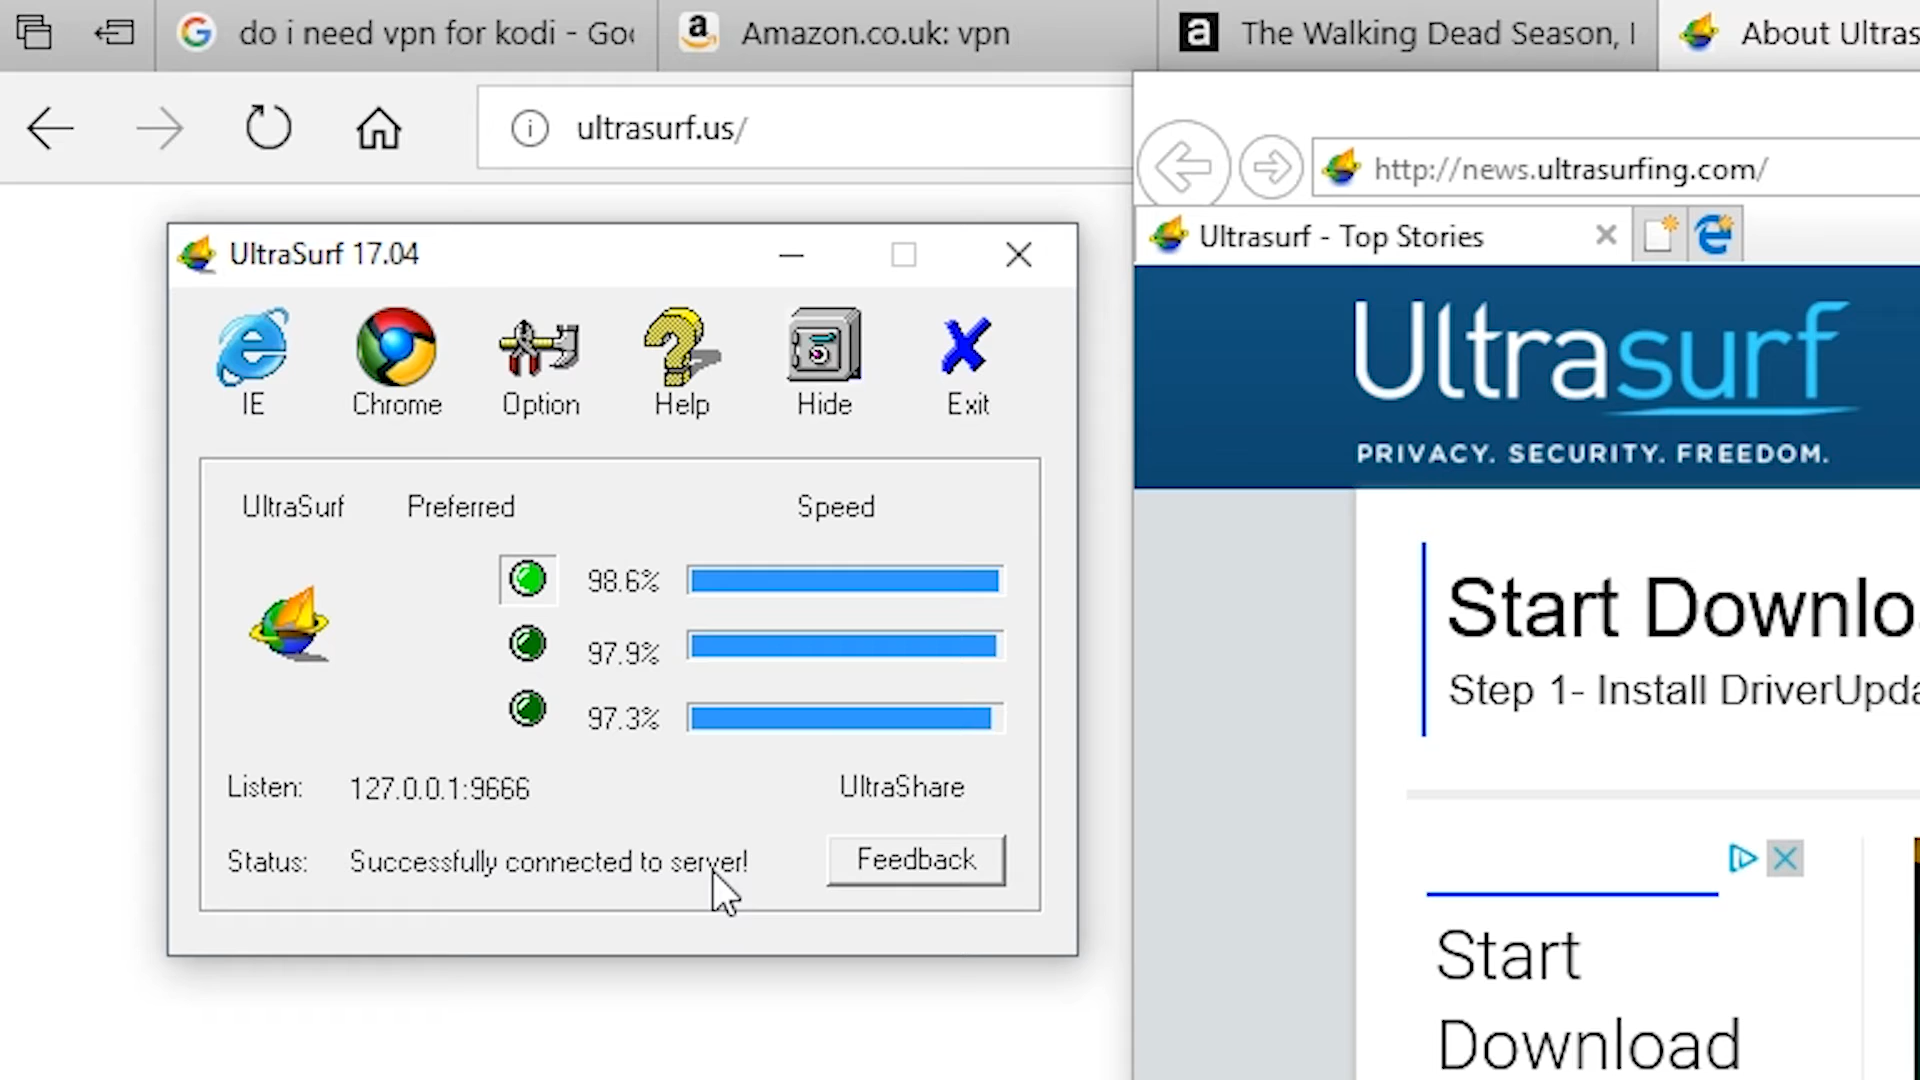 do i need vpn for kodi - Goo
Amazon.co.uk: vpn
The Walking Dead Season,
About Ultras
ultrasurf.us/
http://news.ultrasurfing.com/
UltraSurf 17.04
Ultrasurf - Top Stories
IE
Chrome
Option
Help
Hide
Exit
Ultrasurf
PRIVACY. SECURITY. FREEDOM.
UltraSurf
Preferred
Speed
98.6%
97.9%
97.3%
Listen:
127.0.0.1:9666
UltraShare
Status:
Successfully connected to server!
Feedback
Start Downlo
Step 1- Install DriverUpda
Start
Download